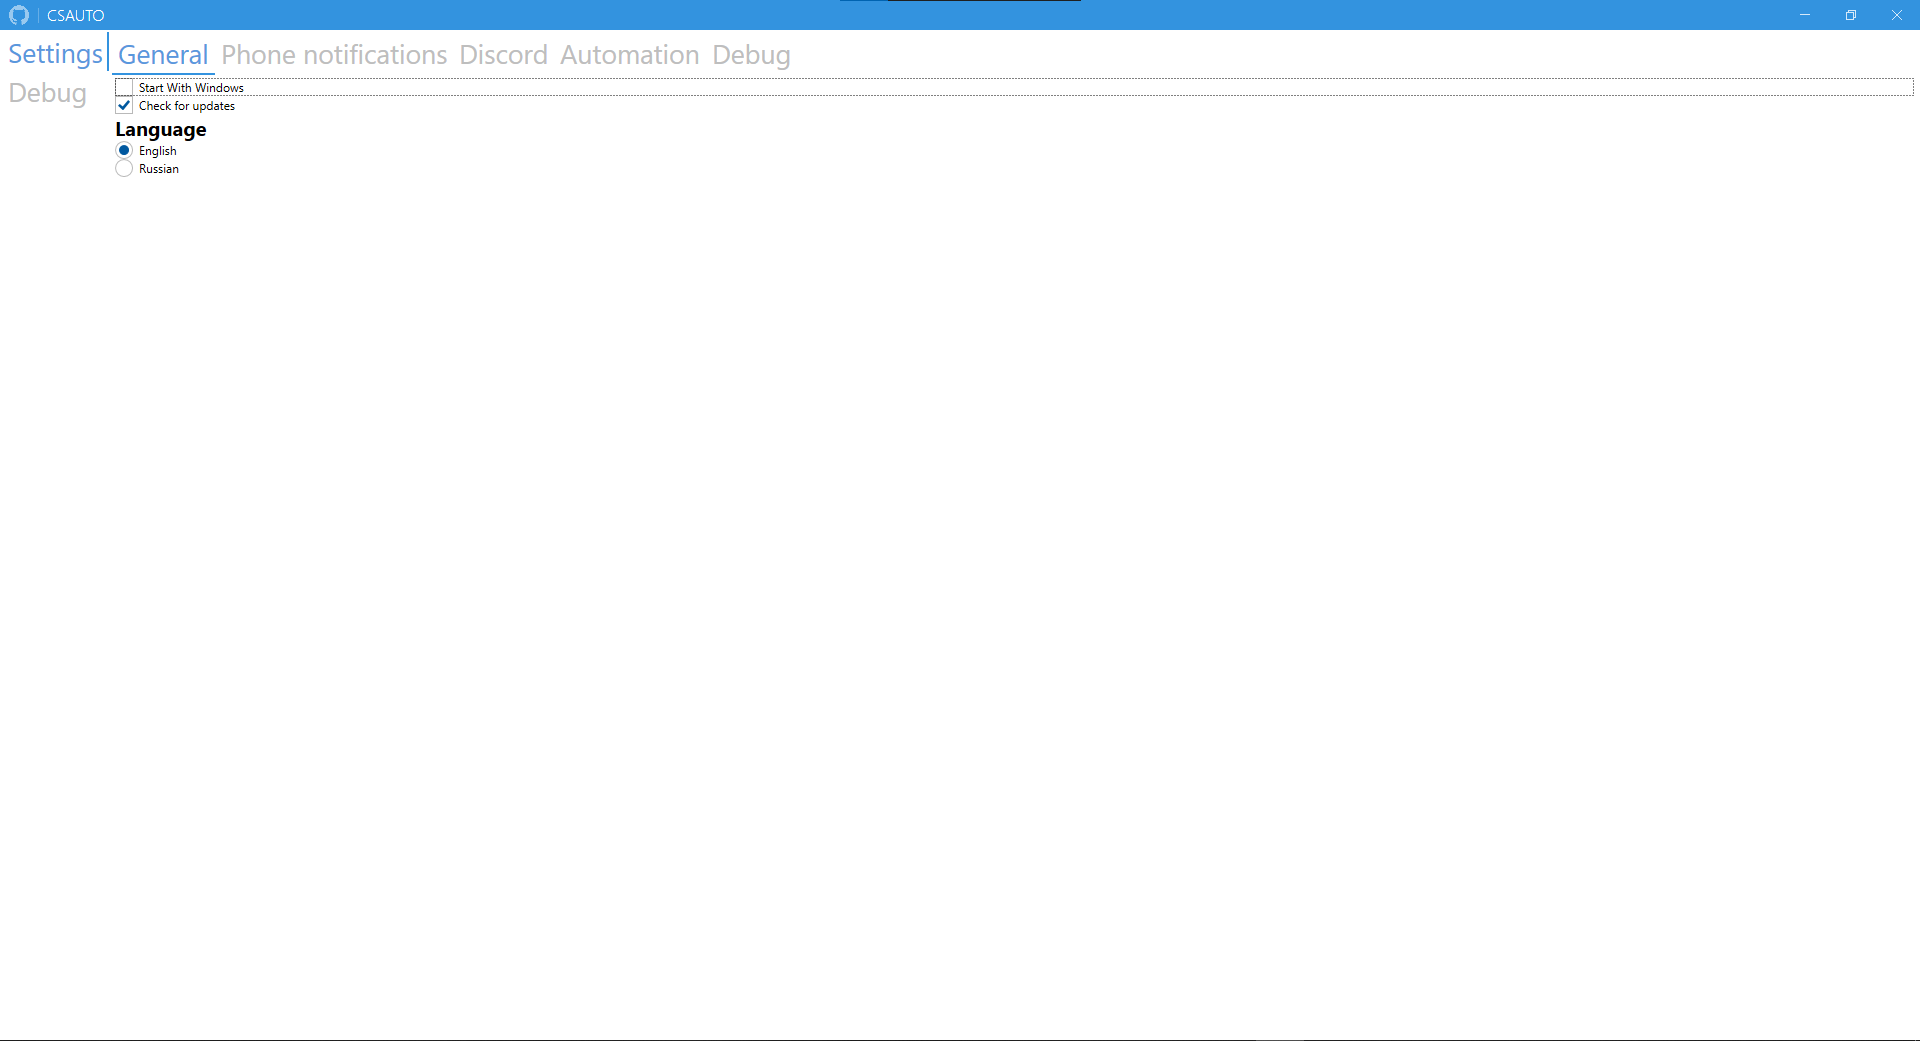 CSAUTO
Settings
General Phone notifications Discord Automation Debug
Debug
Start With Windows
Check for updates
Language
English
Russian